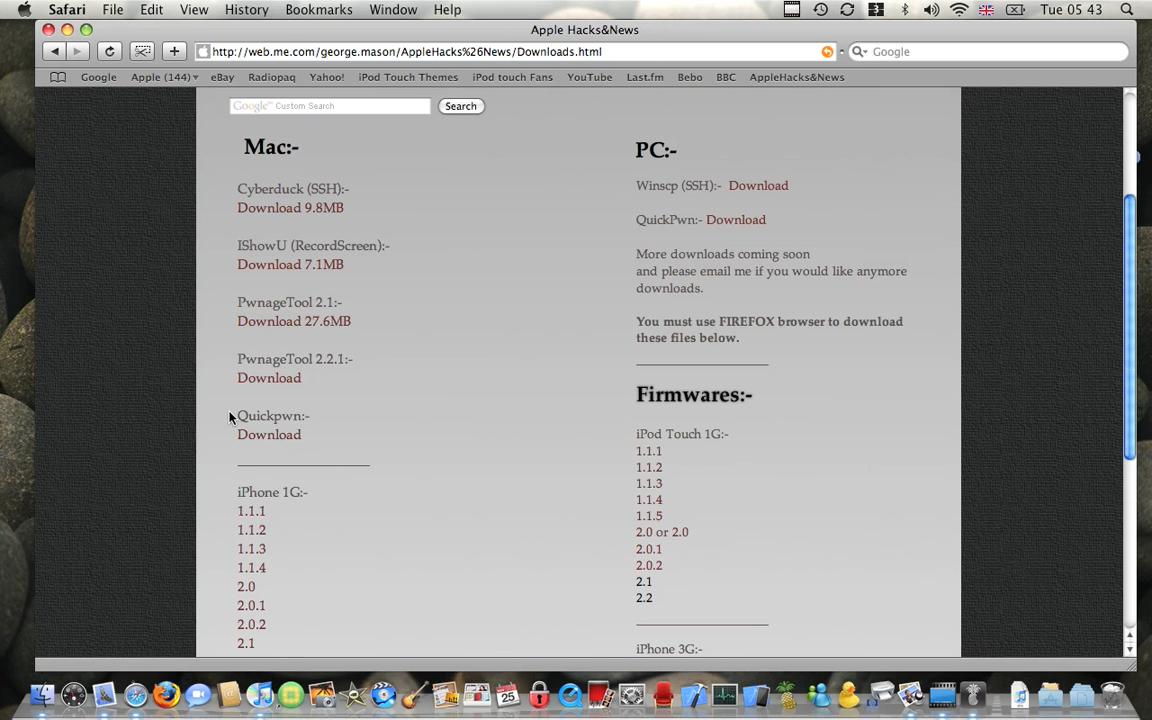 Safari File Edit View History Bookmarks Window Help Tue 05 43
Apple Hacks&News
http://web.me.com/george.mason/AppleHacks%26News/Downloads.html Google
Google Apple (144) eBay Radiopaq Yahoo! iPod Touch Themes iPod touch Fans YouTube Last.fm Bebo BBC AppleHacks&News
Google Custom Search Search
Mac:-
Cyberduck (SSH):-
Download 9.8MB
IShowU (RecordScreen):-
Download 7.1MB
PwnageTool 2.1:-
Download 27.6MB
PwnageTool 2.2.1:-
Download
Quickpwn:-
Download
iPhone 1G:-
1.1.1
1.1.2
1.1.3
1.1.4
2.0
2.0.1
2.0.2
2.1
PC:-
Winscp (SSH):- Download
QuickPwn:- Download
More downloads coming soon
and please email me if you would like anymore
downloads.
You must use FIREFOX browser to download
these files below.
Firmwares:-
iPod Touch 1G:-
1.1.1
1.1.2
1.1.3
1.1.4
1.1.5
2.0 or 2.0
2.0.1
2.0.2
2.1
2.2
iPhone 3G:-